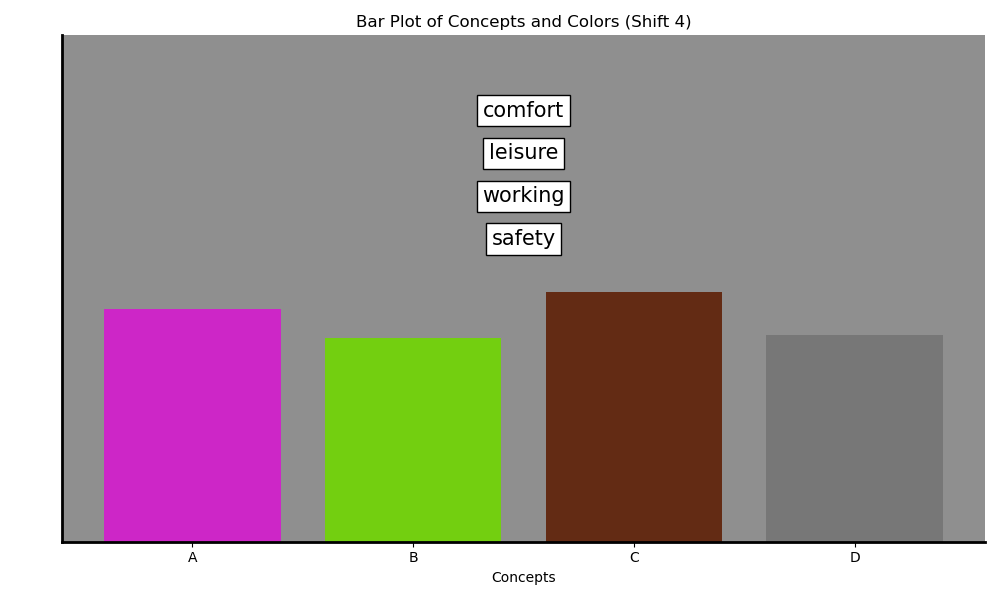 Bar Plot of Concepts and Colors (Shift 4)
comfort
leisure
working
safety
A B C D
Concepts